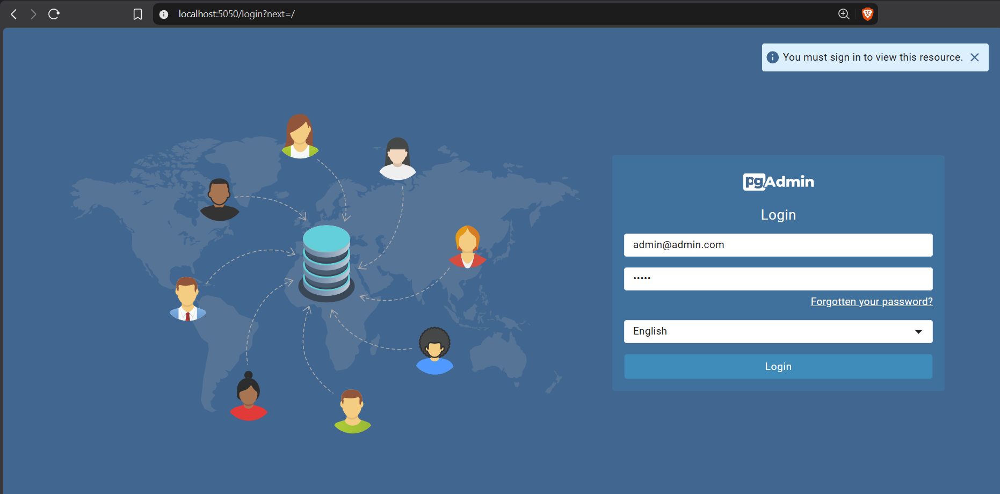 localhost:5050/login?next=/
You must sign in to view this resource.
pgAdmin
Login
admin@admin.com
•••••
Forgotten your password?
English
Login